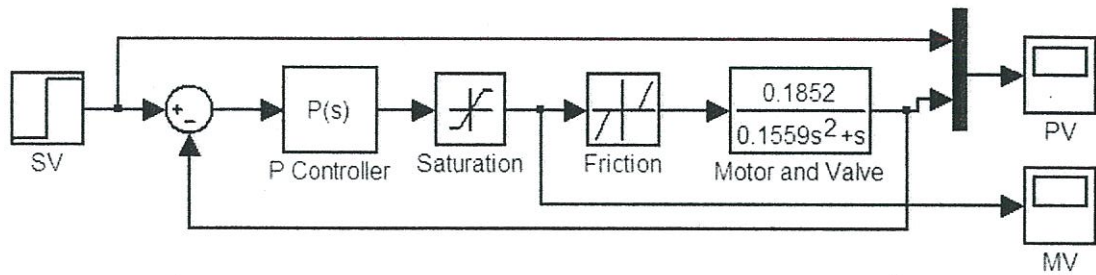 SV
+
−
P(s)
P Controller
Saturation
Friction
0.1852
0.1559s²+s
Motor and Valve
PV
MV